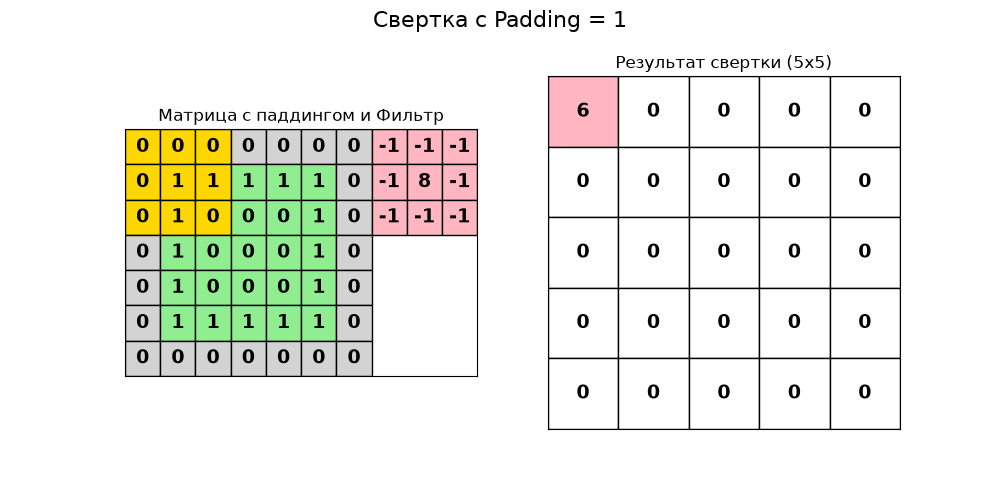 Свертка с Padding = 1
Матрица с паддингом и Фильтр
0 0 0 0 0 0 0 -1 -1 -1
0 1 1 1 1 1 0 -1 8 -1
0 1 0 0 0 1 0 -1 -1 -1
0 1 0 0 0 1 0
0 1 0 0 0 1 0
0 1 1 1 1 1 0
0 0 0 0 0 0 0
Результат свертки (5x5)
6 0 0 0 0
0 0 0 0 0
0 0 0 0 0
0 0 0 0 0
0 0 0 0 0